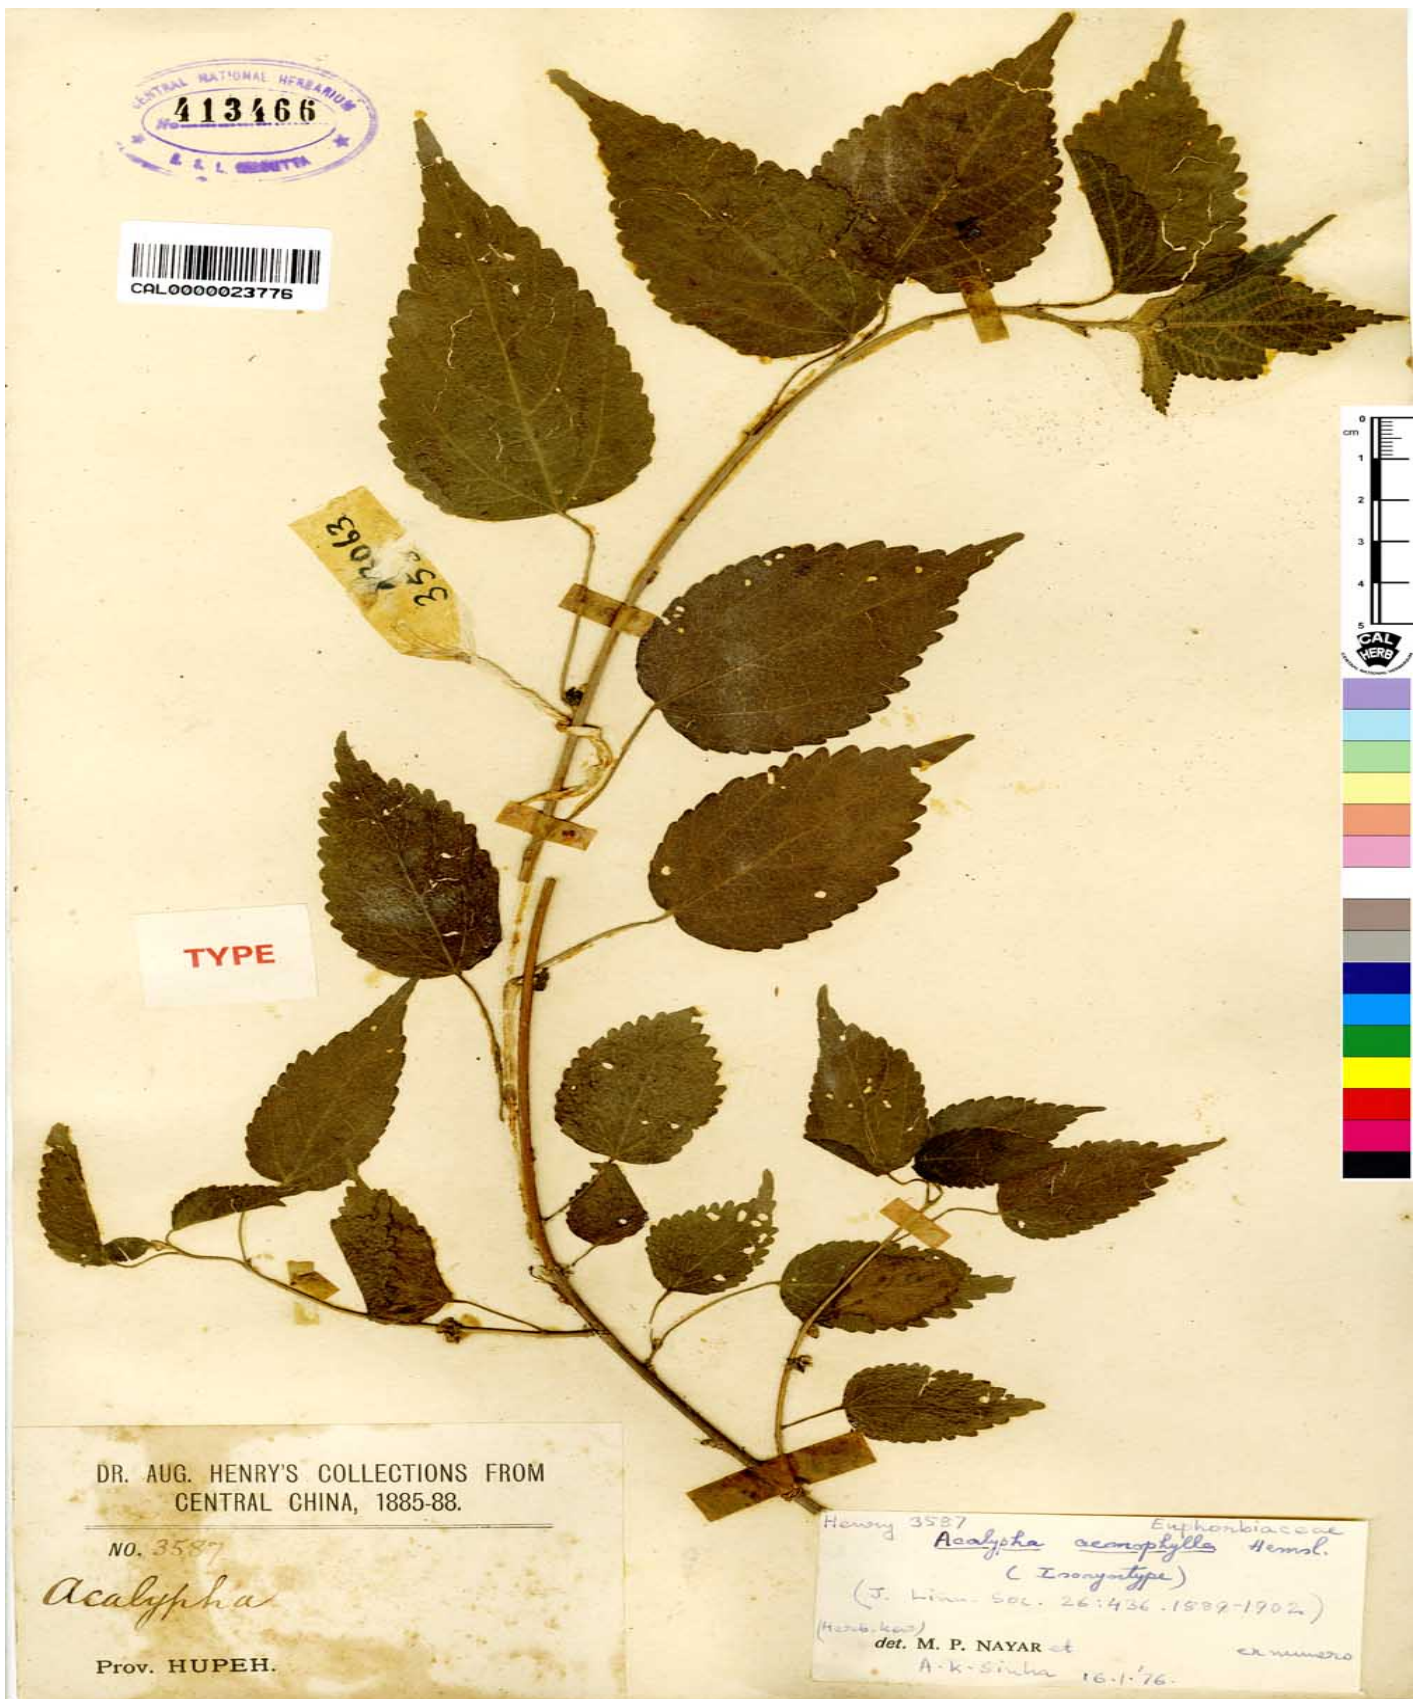 CENTRAL NATIONAL HERBARIUM
No 413466
CAL0000023776
0
cm
1
2
3
4
5
CAL
HERB
TYPE
DR. AUG. HENRY'S COLLECTIONS FROM
CENTRAL CHINA, 1885-88.
NO. 3587
Acalypha
Prov. HUPEH.
Henry 3587 Euphorbiaceae
Acalypha acmophylla Hemsl.
(Isosyntype)
(J. Linn. Soc. 26:436. 1889-1902)
(Herb. Kew)
det. M. P. NAYAR et ex numero
A.K. Sinha 16.1.'76.